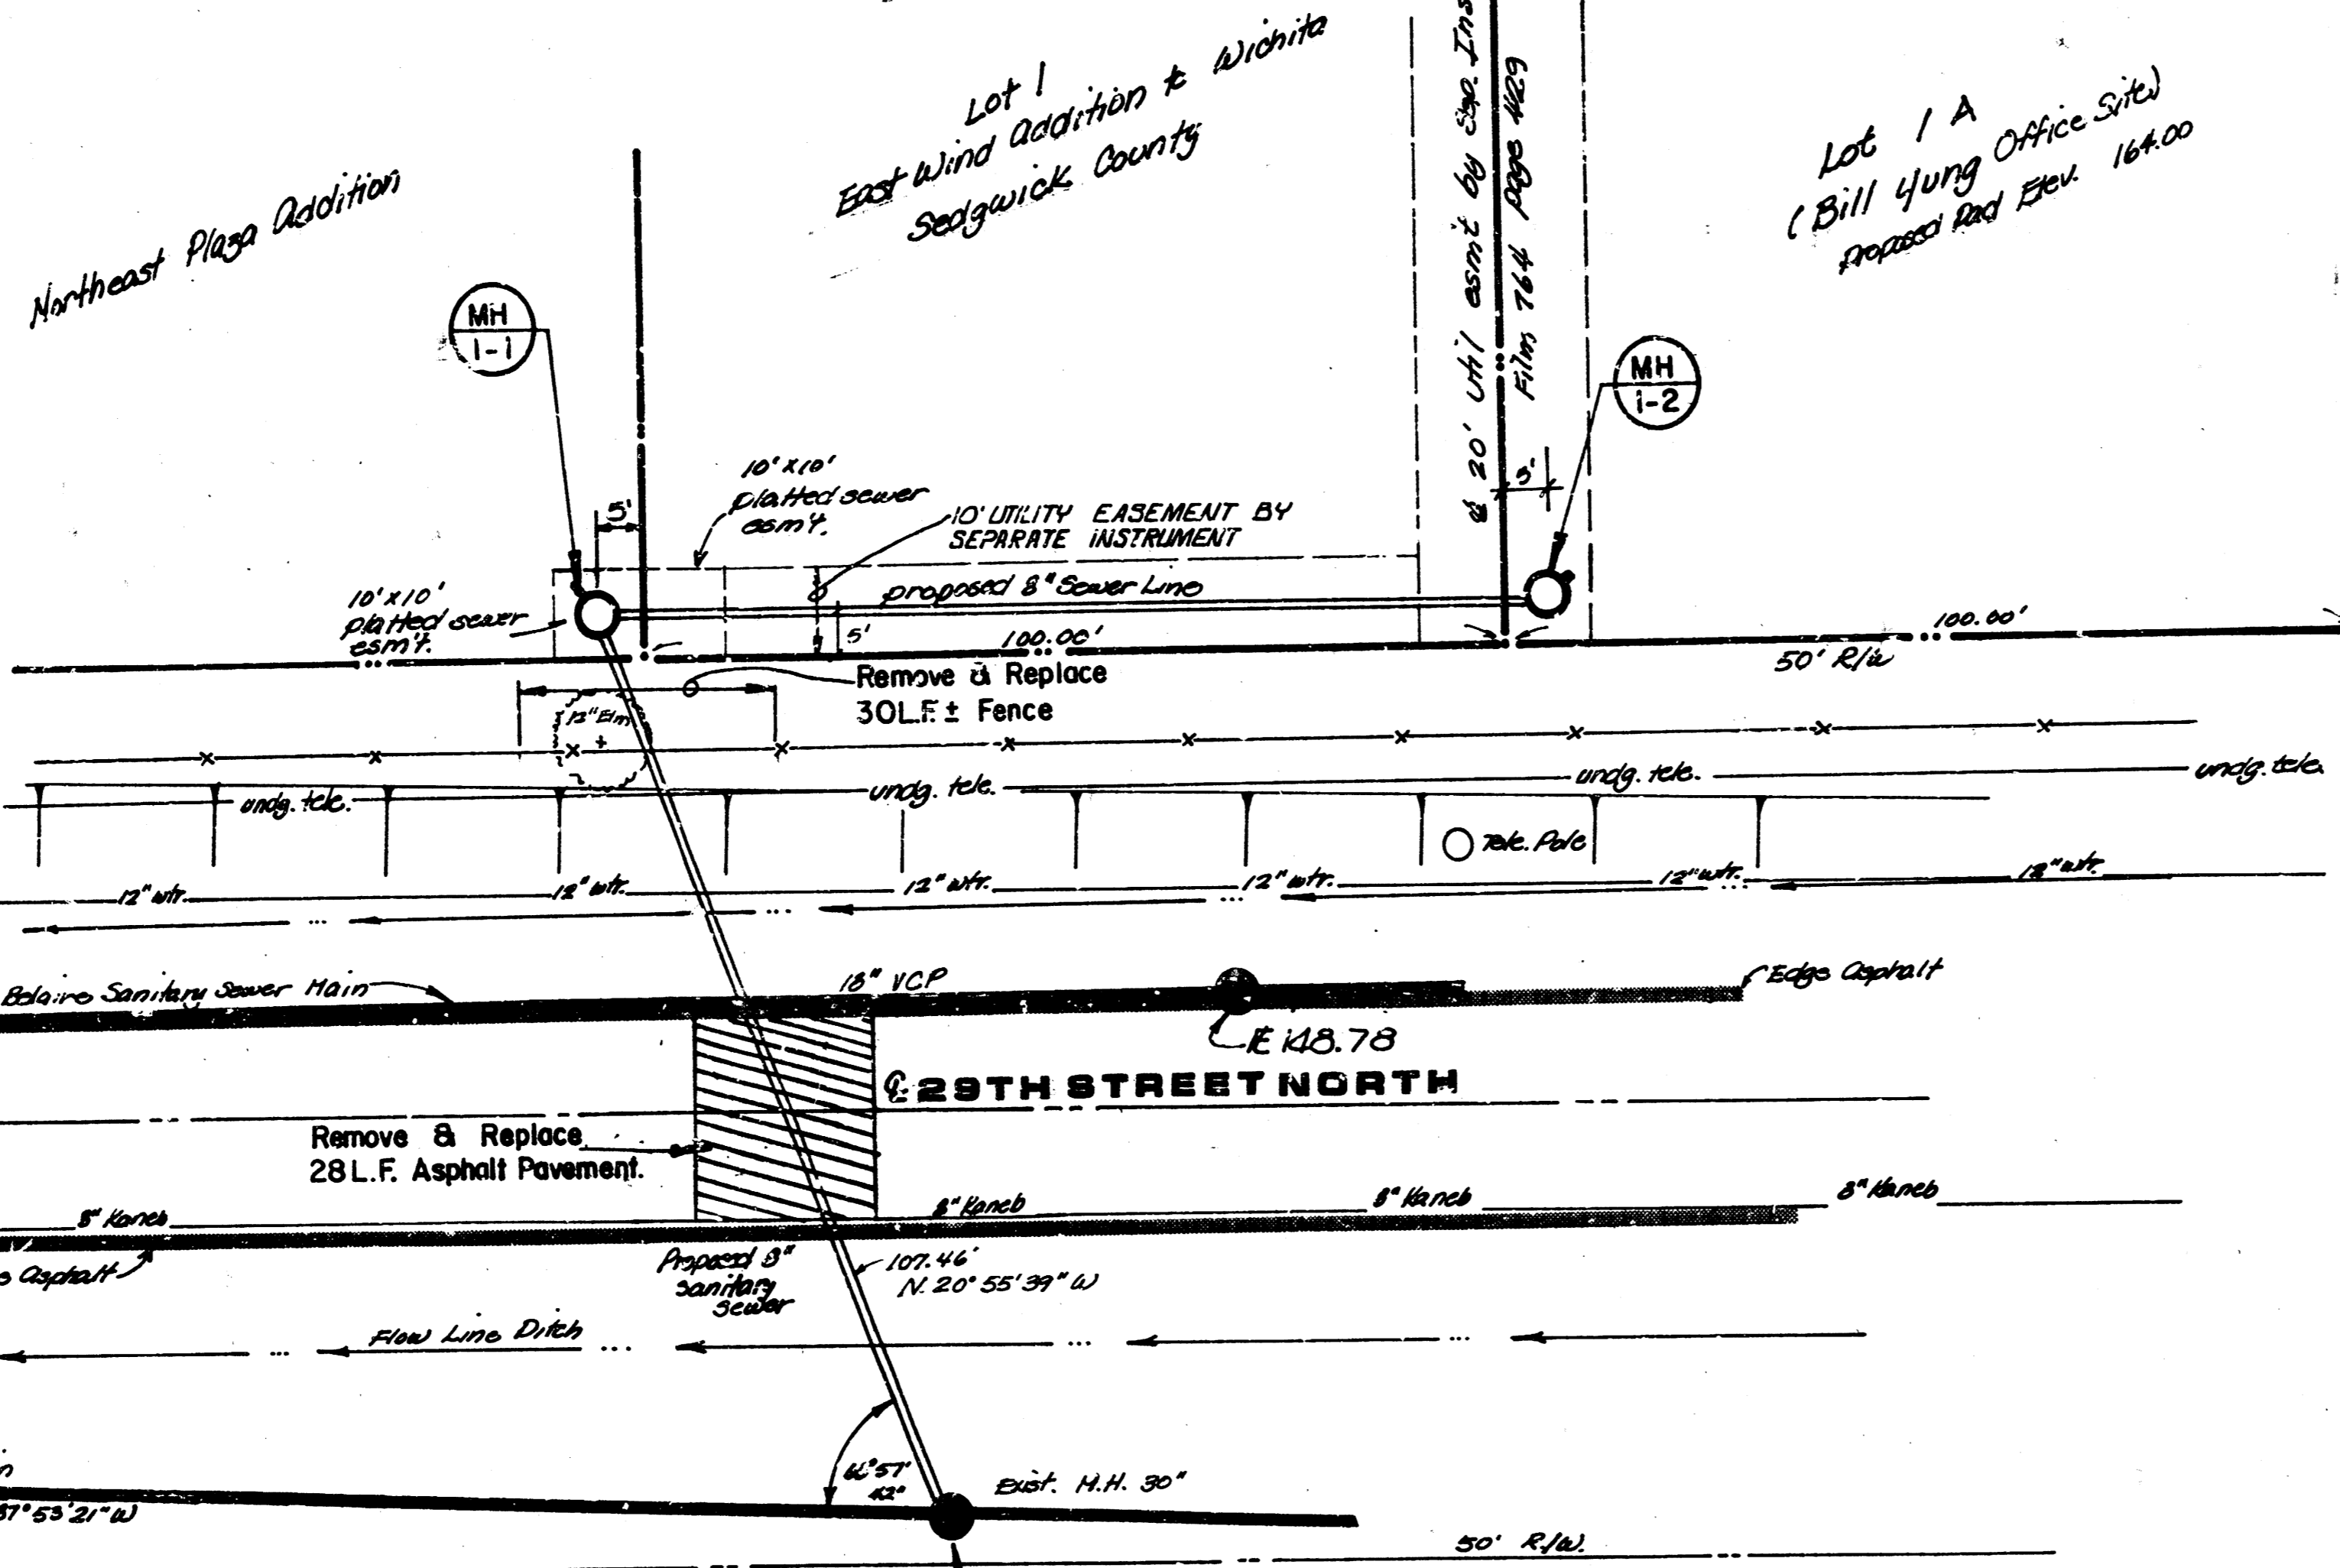 Lot 1
East Wind Addition to Wichita
Sedgwick County
Northeast Plaza Addition
20' Util esmt by Sep. Ins
Film 764 Page 429
Lot 1 A
(Bill Yung Office Site)
Proposed Pad Elev. 164.00
MH
1-1
MH
1-2
5'
10' x 10'
platted sewer
esm't.
10' UTILITY EASEMENT BY
SEPARATE INSTRUMENT
5'
10' x 10'
platted sewer
esm't.
proposed 8" Sewer Line
5'
100.00'
100.00'
50' R/W
Remove & Replace
30 L.F. ± Fence
12" Elm
undg. tele.
undg. tele.
undg. tele.
undg. tele.
Tele. Pole
12" wtr.
12" wtr.
12" wtr.
12" wtr.
12" wtr.
12" wtr.
Belaire Sanitary Sewer Main
18" VCP
Edge Asphalt
148.78
℄ 29TH STREET NORTH
Remove & Replace
28 L.F. Asphalt Pavement.
8" Kaneb
8" Kaneb
8" Kaneb
8" Kaneb
Asphalt
Proposed 8"
Sanitary
Sewer
107.46'
N. 20° 55' 39" W
Flow Line Ditch
57'
42"
Exist. M.H. 30"
7° 53' 21" W
50' R/W.